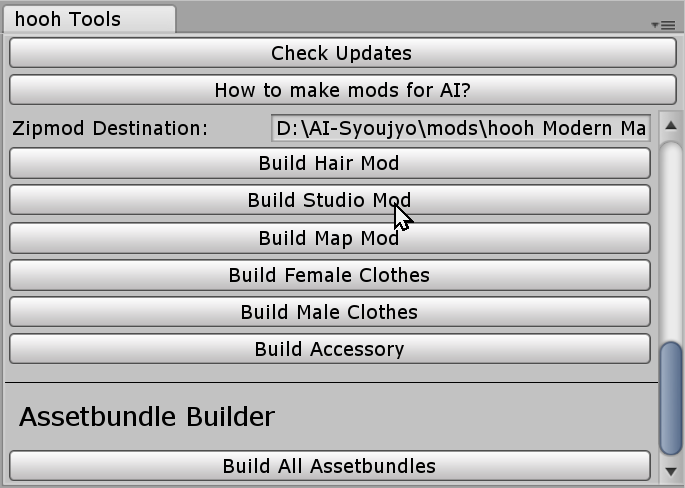 hooh Tools
Check Updates
How to make mods for AI?
Zipmod Destination: D:\AI-Syoujyo\mods\hooh Modern Ma
Build Hair Mod
Build Studio Mod
Build Map Mod
Build Female Clothes
Build Male Clothes
Build Accessory
Assetbundle Builder
Build All Assetbundles